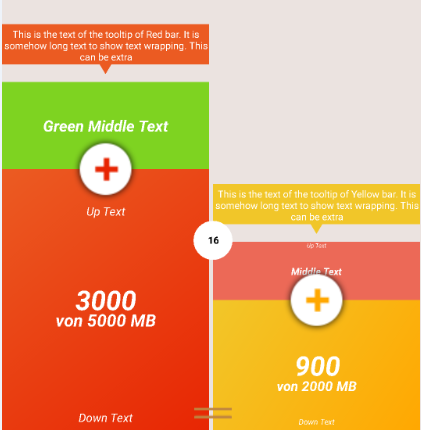 This is the text of the tooltip of Red bar. It is
somehow long text to show text wrapping. This
can be extra
Green Middle Text
Up Text
3000
von 5000 MB
Down Text
16
This is the text of the tooltip of Yellow bar. It is
somehow long text to show text wrapping. This
can be extra
Up Text
Middle Text
900
von 2000 MB
Down Text